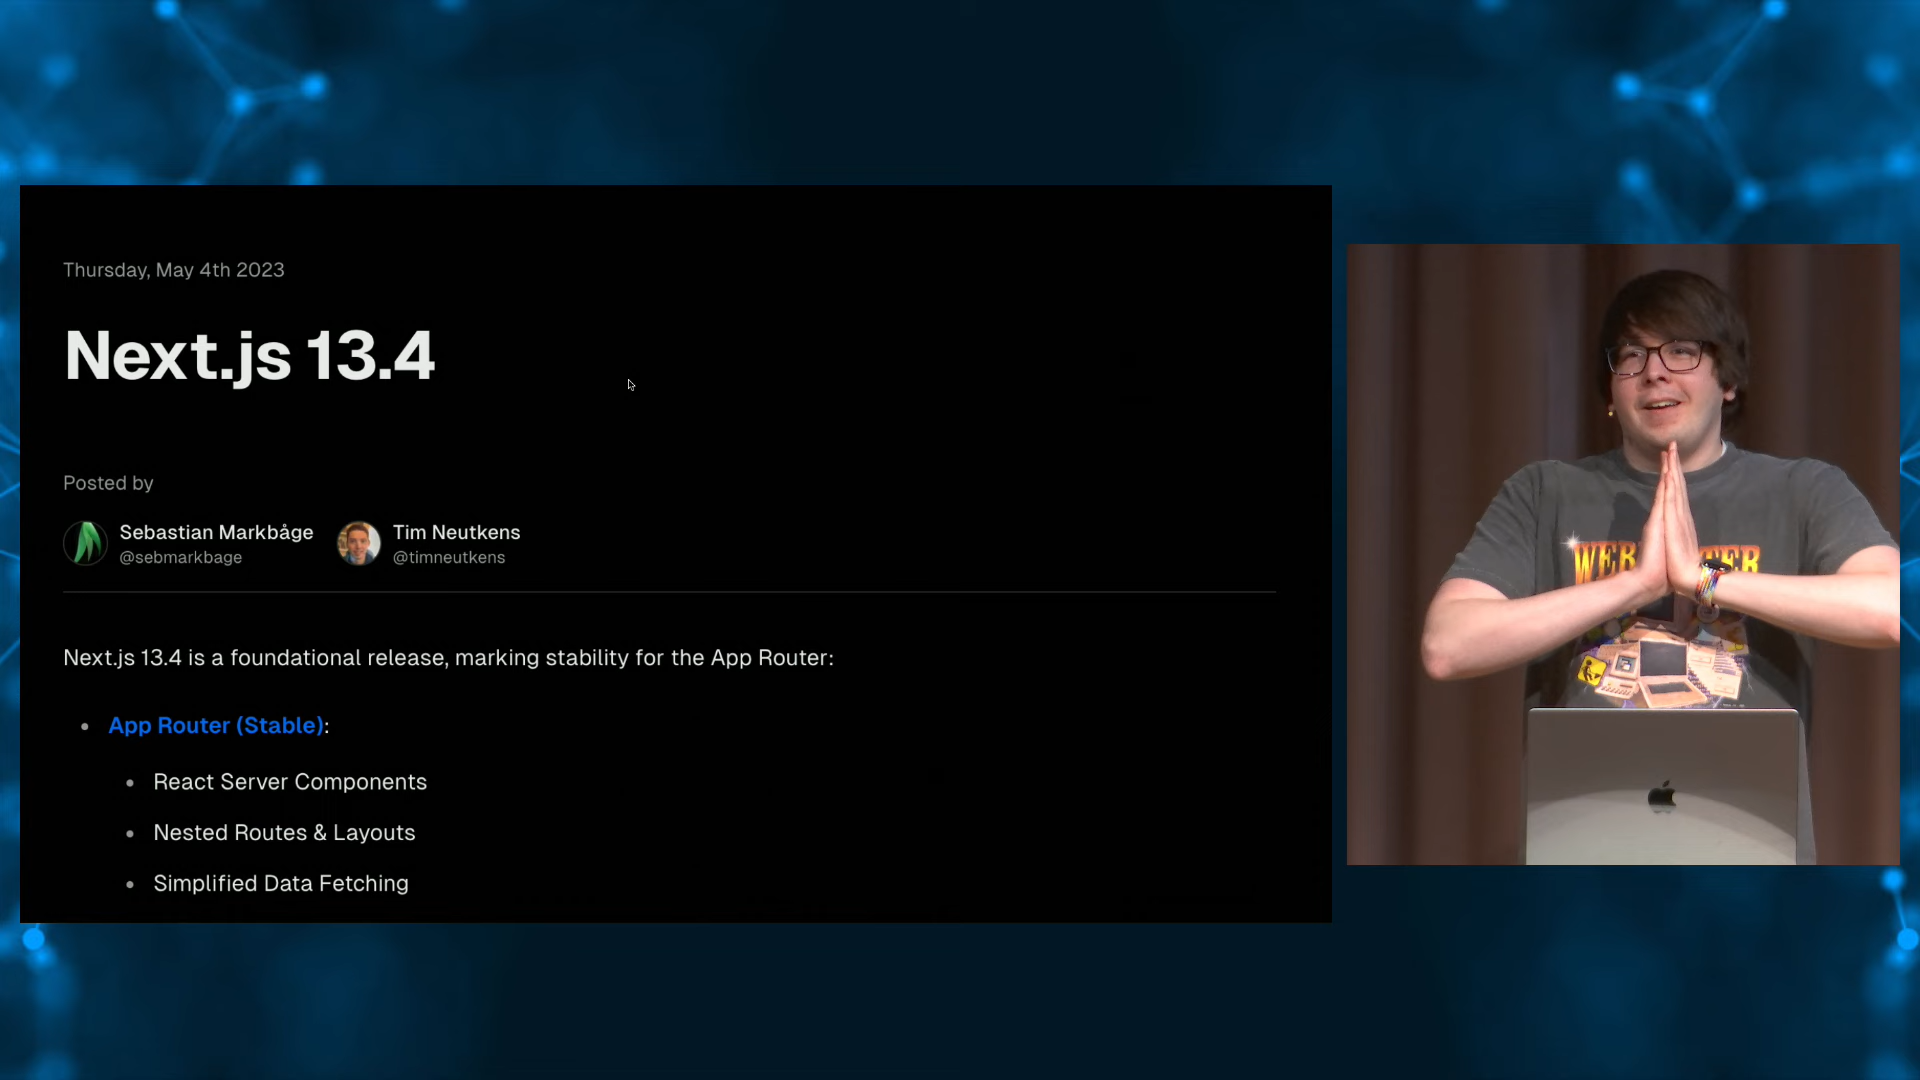 Thursday, May 4th 2023
Next.js 13.4
Posted by
Sebastian Markbåge
@sebmarkbage
Tim Neutkens
@timneutkens
Next.js 13.4 is a foundational release, marking stability for the App Router:
• App Router (Stable):
• React Server Components
• Nested Routes & Layouts
• Simplified Data Fetching